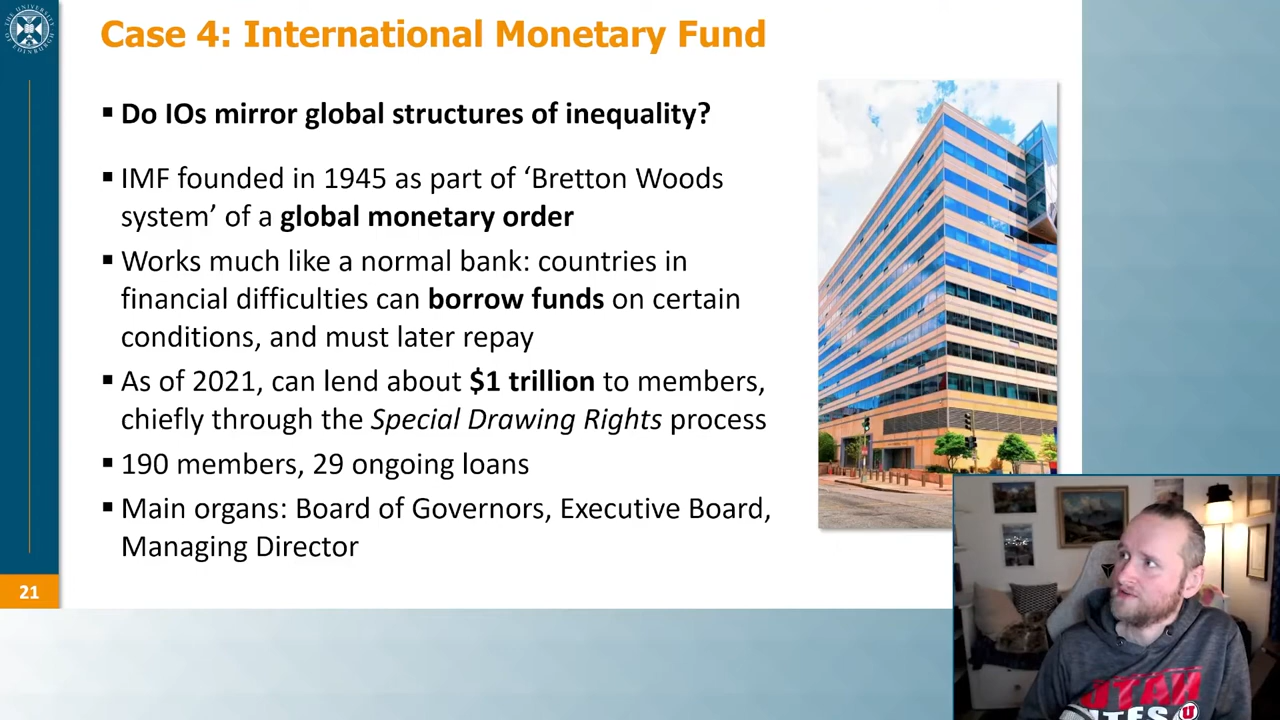 Case 4: International Monetary Fund
▪ Do IOs mirror global structures of inequality?
▪ IMF founded in 1945 as part of ‘Bretton Woods
system’ of a global monetary order
▪ Works much like a normal bank: countries in
financial difficulties can borrow funds on certain
conditions, and must later repay
▪ As of 2021, can lend about $1 trillion to members,
chiefly through the Special Drawing Rights process
▪ 190 members, 29 ongoing loans
▪ Main organs: Board of Governors, Executive Board,
Managing Director
21
UTAH
U